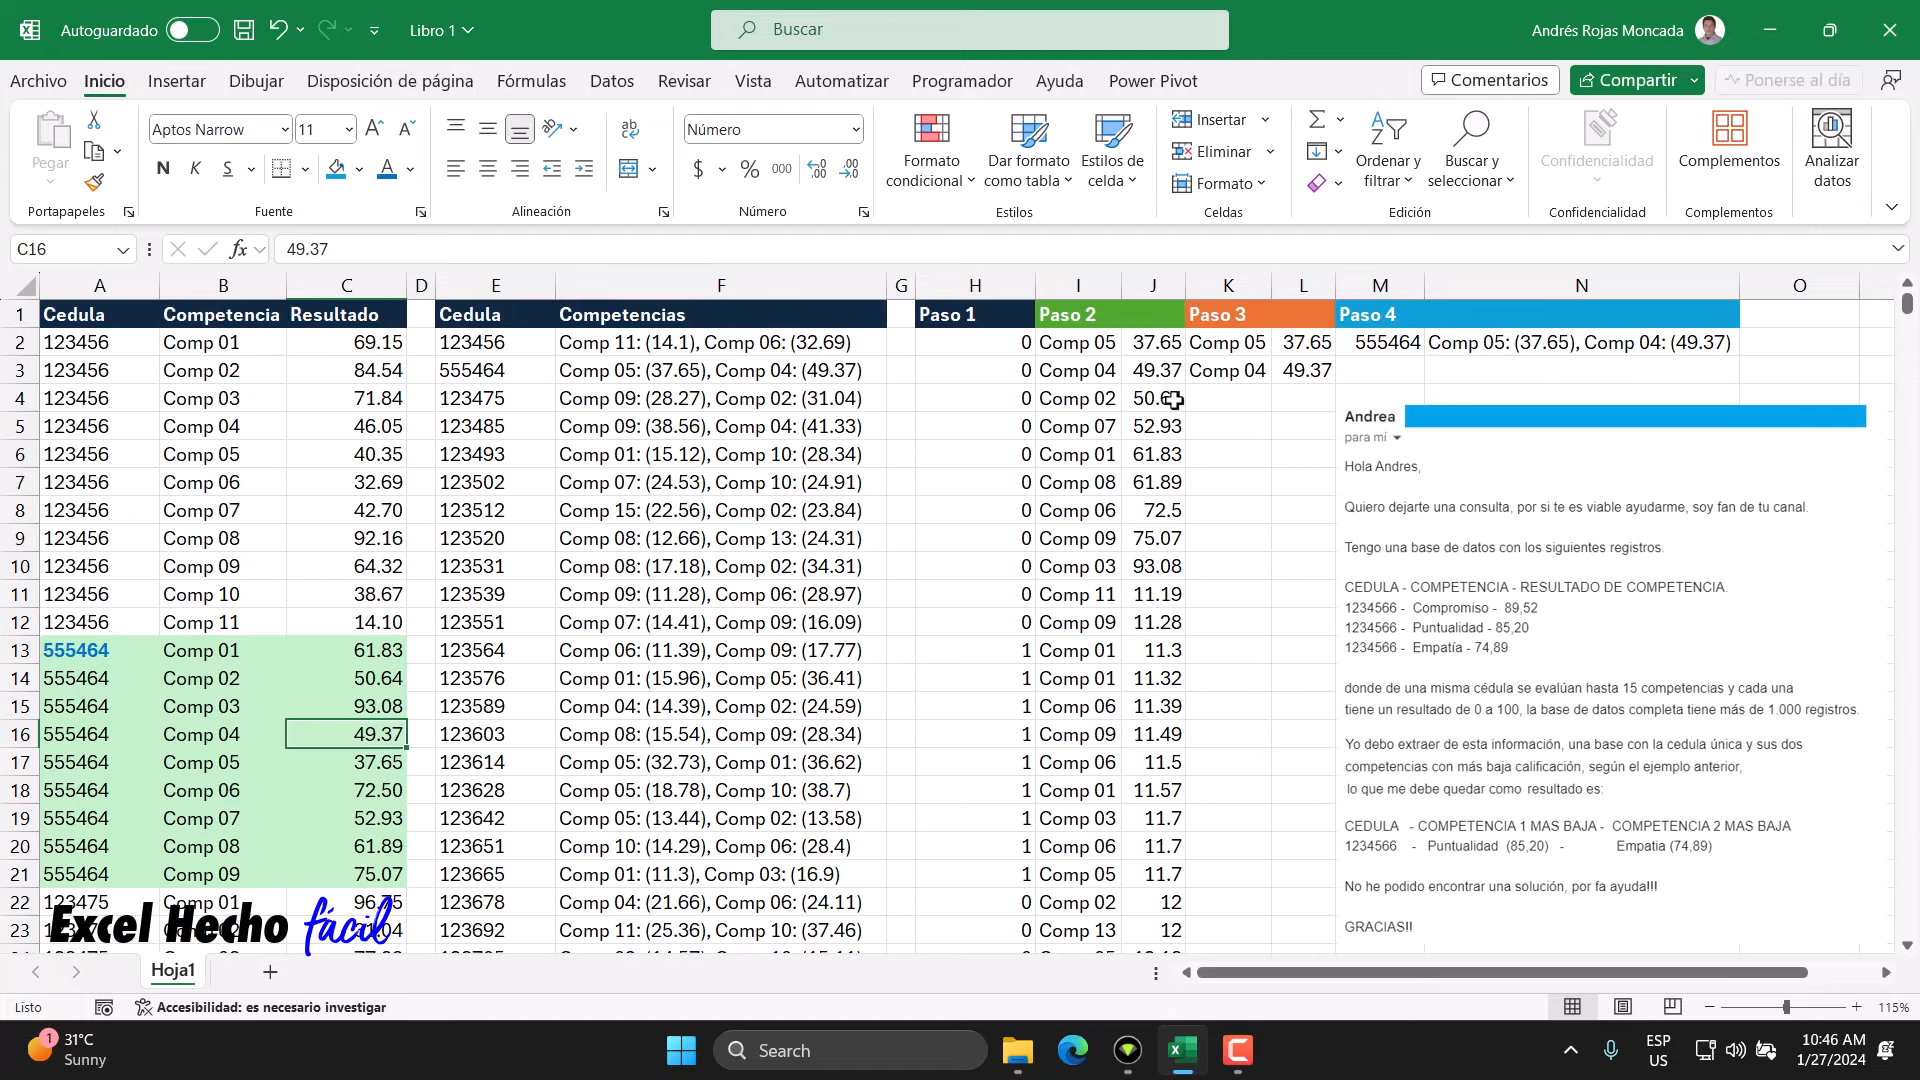 Autoguardado
Libro 1
Buscar
Andrés Rojas Moncada
Archivo Inicio Insertar Dibujar Disposición de página Fórmulas Datos Revisar Vista Automatizar Programador Ayuda Power Pivot
Comentarios Compartir Ponerse al día
Pegar
Portapapeles
Aptos Narrow 11
N K S
Fuente
Alineación
Número
$ % 000
Número
Formato condicional
Dar formato como tabla
Estilos de celda
Estilos
Insertar
Eliminar
Formato
Celdas
Ordenar y filtrar
Buscar y seleccionar
Edición
Confidencialidad
Confidencialidad
Complementos
Complementos
Analizar datos
C16 fx 49.37
A B C D E F G H I J K L M N O
1 Cedula Competencia Resultado Cedula Competencias Paso 1 Paso 2 Paso 3 Paso 4
2 123456 Comp 01 69.15 123456 Comp 11: (14.1), Comp 06: (32.69) 0 Comp 05 37.65 Comp 05 37.65 555464 Comp 05: (37.65), Comp 04: (49.37)
3 123456 Comp 02 84.54 555464 Comp 05: (37.65), Comp 04: (49.37) 0 Comp 04 49.37 Comp 04 49.37
4 123456 Comp 03 71.84 123475 Comp 09: (28.27), Comp 02: (31.04) 0 Comp 02
5 123456 Comp 04 46.05 123485 Comp 09: (38.56), Comp 04: (41.33) 0 Comp 07 52.93
6 123456 Comp 05 40.35 123493 Comp 01: (15.12), Comp 10: (28.34) 0 Comp 01 61.83
7 123456 Comp 06 32.69 123502 Comp 07: (24.53), Comp 10: (24.91) 0 Comp 08 61.89
8 123456 Comp 07 42.70 123512 Comp 15: (22.56), Comp 02: (23.84) 0 Comp 06 72.5
9 123456 Comp 08 92.16 123520 Comp 08: (12.66), Comp 13: (24.31) 0 Comp 09 75.07
10 123456 Comp 09 64.32 123531 Comp 08: (17.18), Comp 02: (34.31) 0 Comp 03 93.08
11 123456 Comp 10 38.67 123539 Comp 09: (11.28), Comp 06: (28.97) 0 Comp 11 11.19
12 123456 Comp 11 14.10 123551 Comp 07: (14.41), Comp 09: (16.09) 0 Comp 09 11.28
13 555464 Comp 01 61.83 123564 Comp 06: (11.39), Comp 09: (17.77) 1 Comp 01 11.3
14 555464 Comp 02 50.64 123576 Comp 01: (15.96), Comp 05: (36.41) 1 Comp 01 11.32
15 555464 Comp 03 93.08 123589 Comp 04: (14.39), Comp 02: (24.59) 1 Comp 06 11.39
16 555464 Comp 04 49.37 123603 Comp 08: (15.54), Comp 09: (28.34) 1 Comp 09 11.49
17 555464 Comp 05 37.65 123614 Comp 05: (32.73), Comp 01: (36.62) 1 Comp 06 11.5
18 555464 Comp 06 72.50 123628 Comp 05: (18.78), Comp 10: (38.7) 1 Comp 01 11.57
19 555464 Comp 07 52.93 123642 Comp 05: (13.44), Comp 02: (13.58) 1 Comp 03 11.7
20 555464 Comp 08 61.89 123651 Comp 10: (14.29), Comp 06: (28.4) 1 Comp 06 11.7
21 555464 Comp 09 75.07 123665 Comp 01: (11.3), Comp 03: (16.9) 1 Comp 05 11.7
22 123475 Comp 01 96.75 123678 Comp 04: (21.66), Comp 06: (24.11) 0 Comp 02 12
23 123692 Comp 11: (25.36), Comp 10: (37.46) 0 Comp 13 12
Excel Hecho fácil
Andrea
para mí
Hola Andres,
Quiero dejarte una consulta, por si te es viable ayudarme, soy fan de tu canal.
Tengo una base de datos con los siguientes registros.
CEDULA - COMPETENCIA - RESULTADO DE COMPETENCIA.
1234566 - Compromiso - 89,52
1234566 - Puntualidad - 85,20
1234566 - Empatía - 74,89
donde de una misma cédula se evalúan hasta 15 competencias y cada una
tiene un resultado de 0 a 100, la base de datos completa tiene más de 1.000 registros.
Yo debo extraer de esta información, una base con la cedula única y sus dos
competencias con más baja calificación, según el ejemplo anterior,
lo que me debe quedar como resultado es:
CEDULA - COMPETENCIA 1 MAS BAJA - COMPETENCIA 2 MAS BAJA
1234566 - Puntualidad (85,20) - Empatia (74,89)
No he podido encontrar una solución, por fa ayuda!!!
GRACIAS!!
Hoja1
Listo Accesibilidad: es necesario investigar 115%
1 31°C
Sunny
Search
ESP
US
10:46 AM
1/27/2024